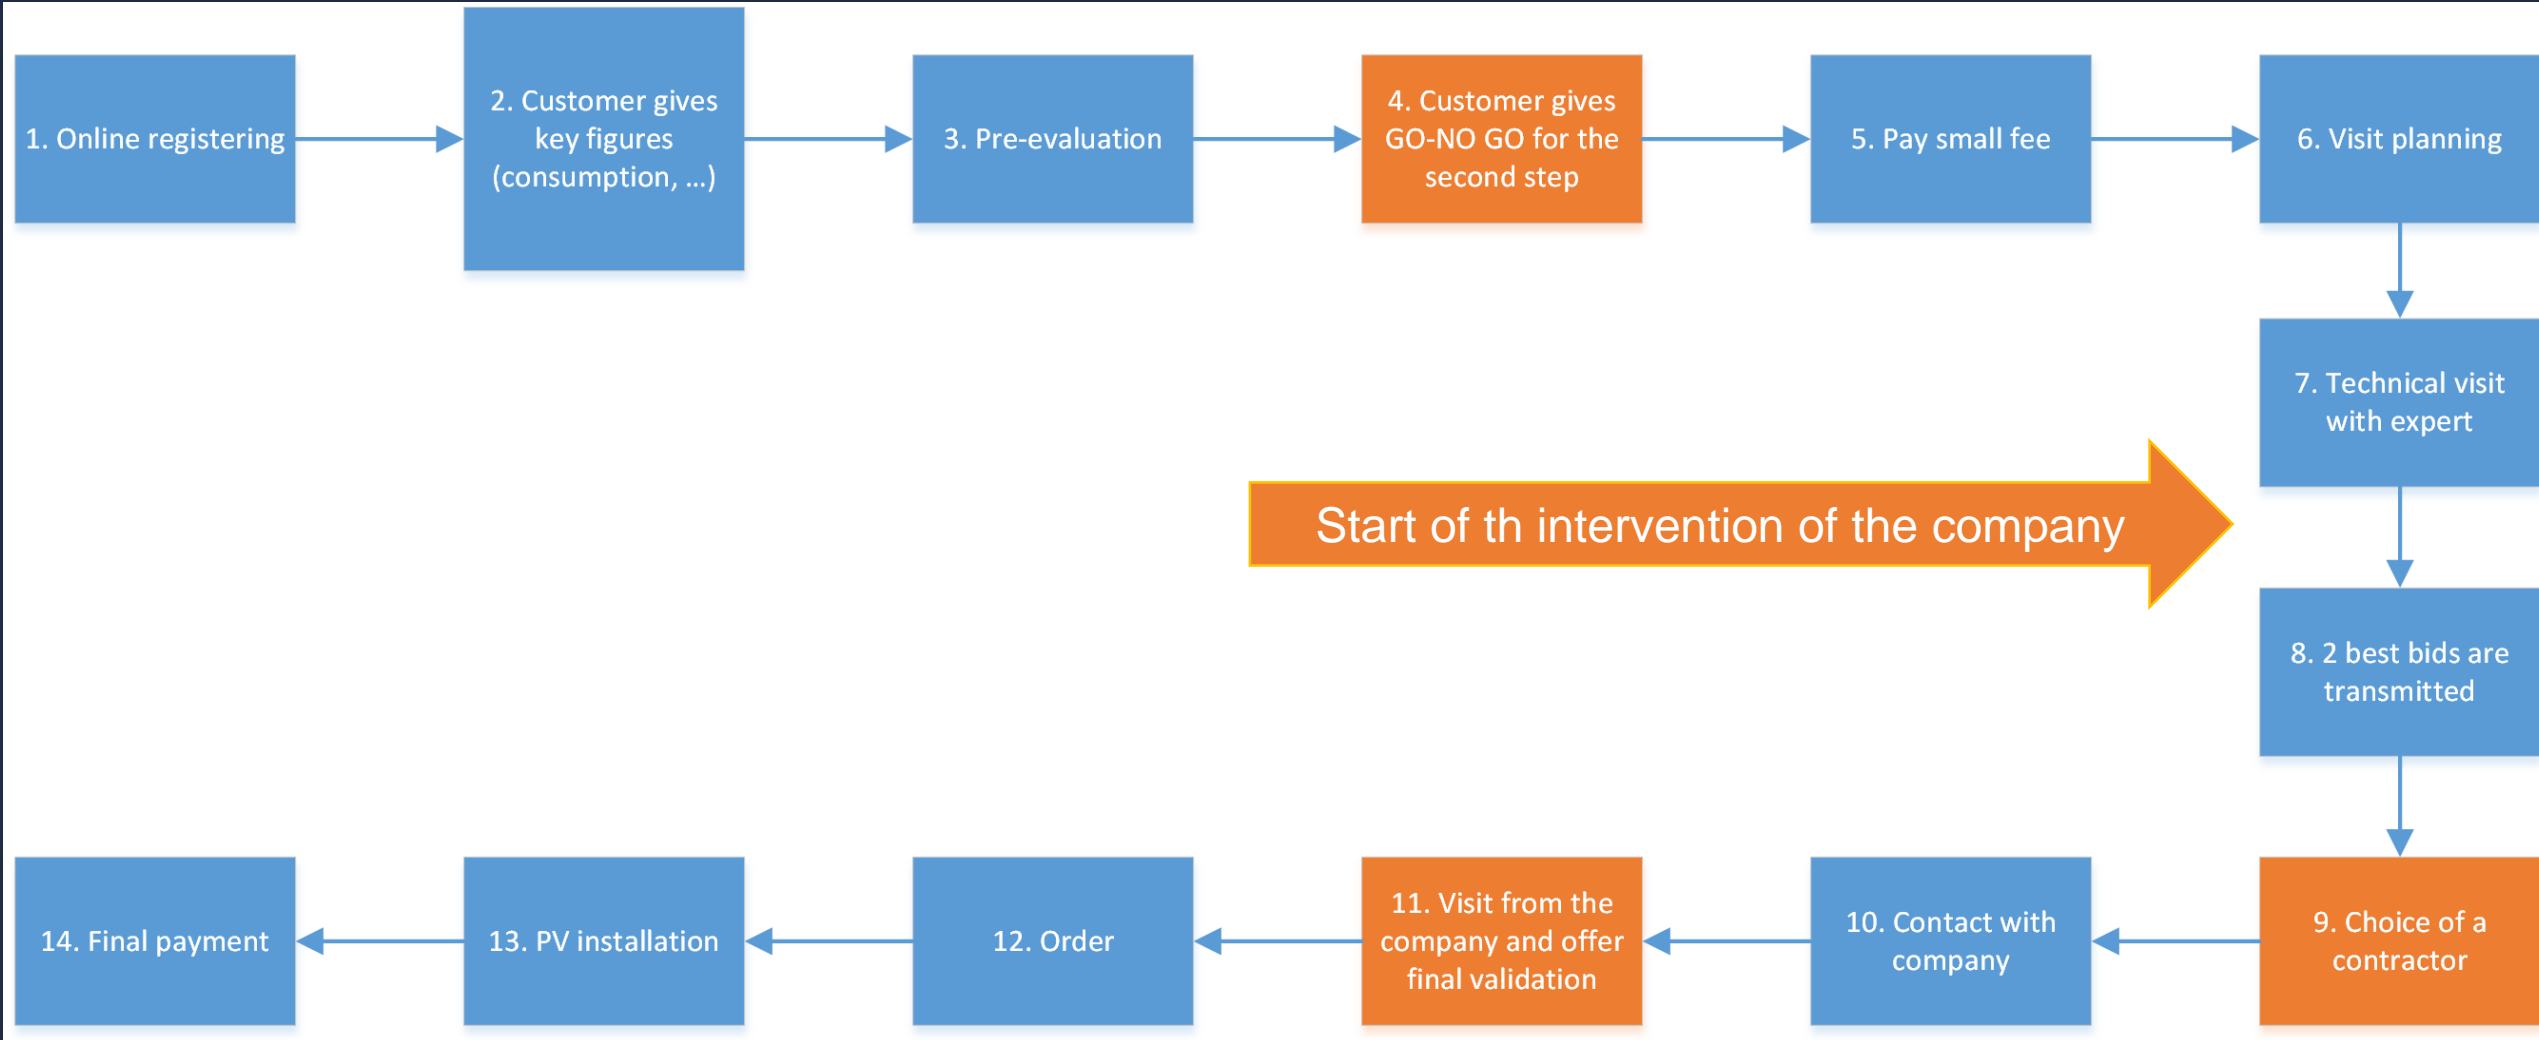 1. Online registering
2. Customer gives
key figures
(consumption, ...)
3. Pre-evaluation
4. Customer gives
GO-NO GO for the
second step
5. Pay small fee
6. Visit planning
7. Technical visit
with expert
Start of th intervention of the company
8. 2 best bids are
transmitted
9. Choice of a
contractor
10. Contact with
company
11. Visit from the
company and offer
final validation
12. Order
13. PV installation
14. Final payment